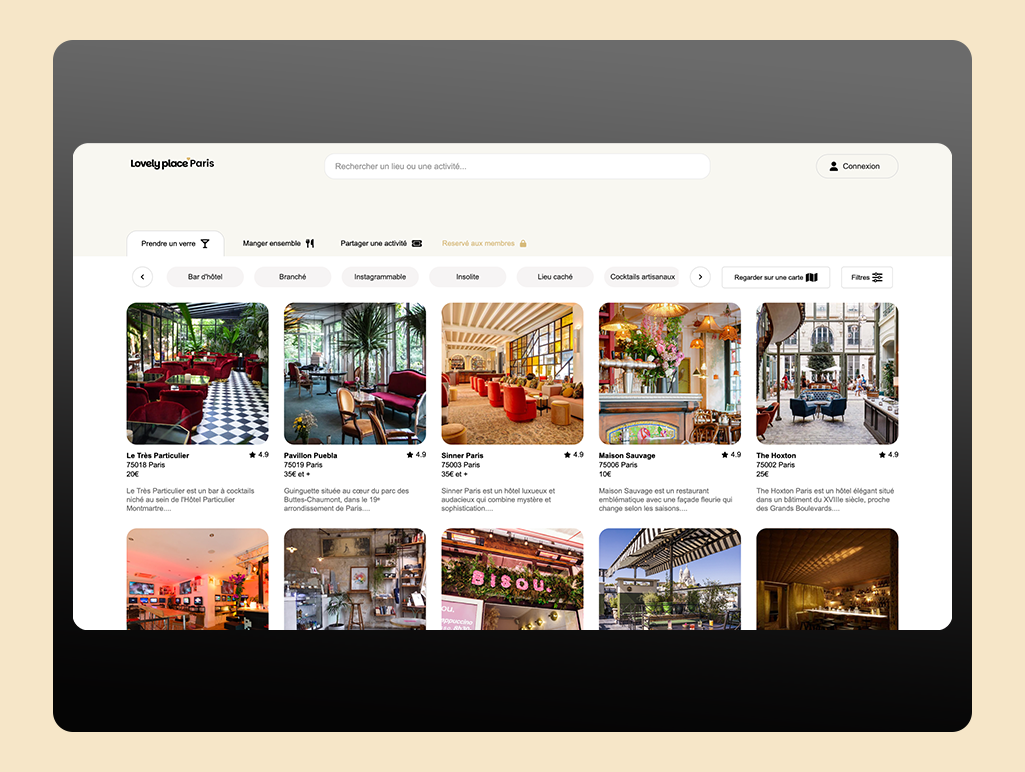 Lovely place Paris
Rechercher un lieu ou une activité...
Connexion
Prendre un verre
Manger ensemble
Partager une activité
Reservé aux membres
Bar d'hôtel
Branché
Instagrammable
Insolite
Lieu caché
Cocktails artisanaux
Regarder sur une carte
Filtres
Le Très Particulier
4.9
75018 Paris
20€
Le Très Particulier est un bar à cocktails
niché au sein de l'Hôtel Particulier
Montmartre....
Pavillon Puebla
4.9
75019 Paris
35€ et +
Guinguette située au cœur du parc des
Buttes-Chaumont, dans le 19ᵉ
arrondissement de Paris....
Sinner Paris
4.9
75003 Paris
35€ et +
Sinner Paris est un hôtel luxueux et
audacieux qui combine mystère et
sophistication....
Maison Sauvage
4.9
75006 Paris
10€
Maison Sauvage est un restaurant
emblématique avec une façade fleurie qui
change selon les saisons....
The Hoxton
4.9
75002 Paris
25€
The Hoxton Paris est un hôtel élégant situé
dans un bâtiment du XVIIIe siècle, proche
des Grands Boulevards....
BISOU.